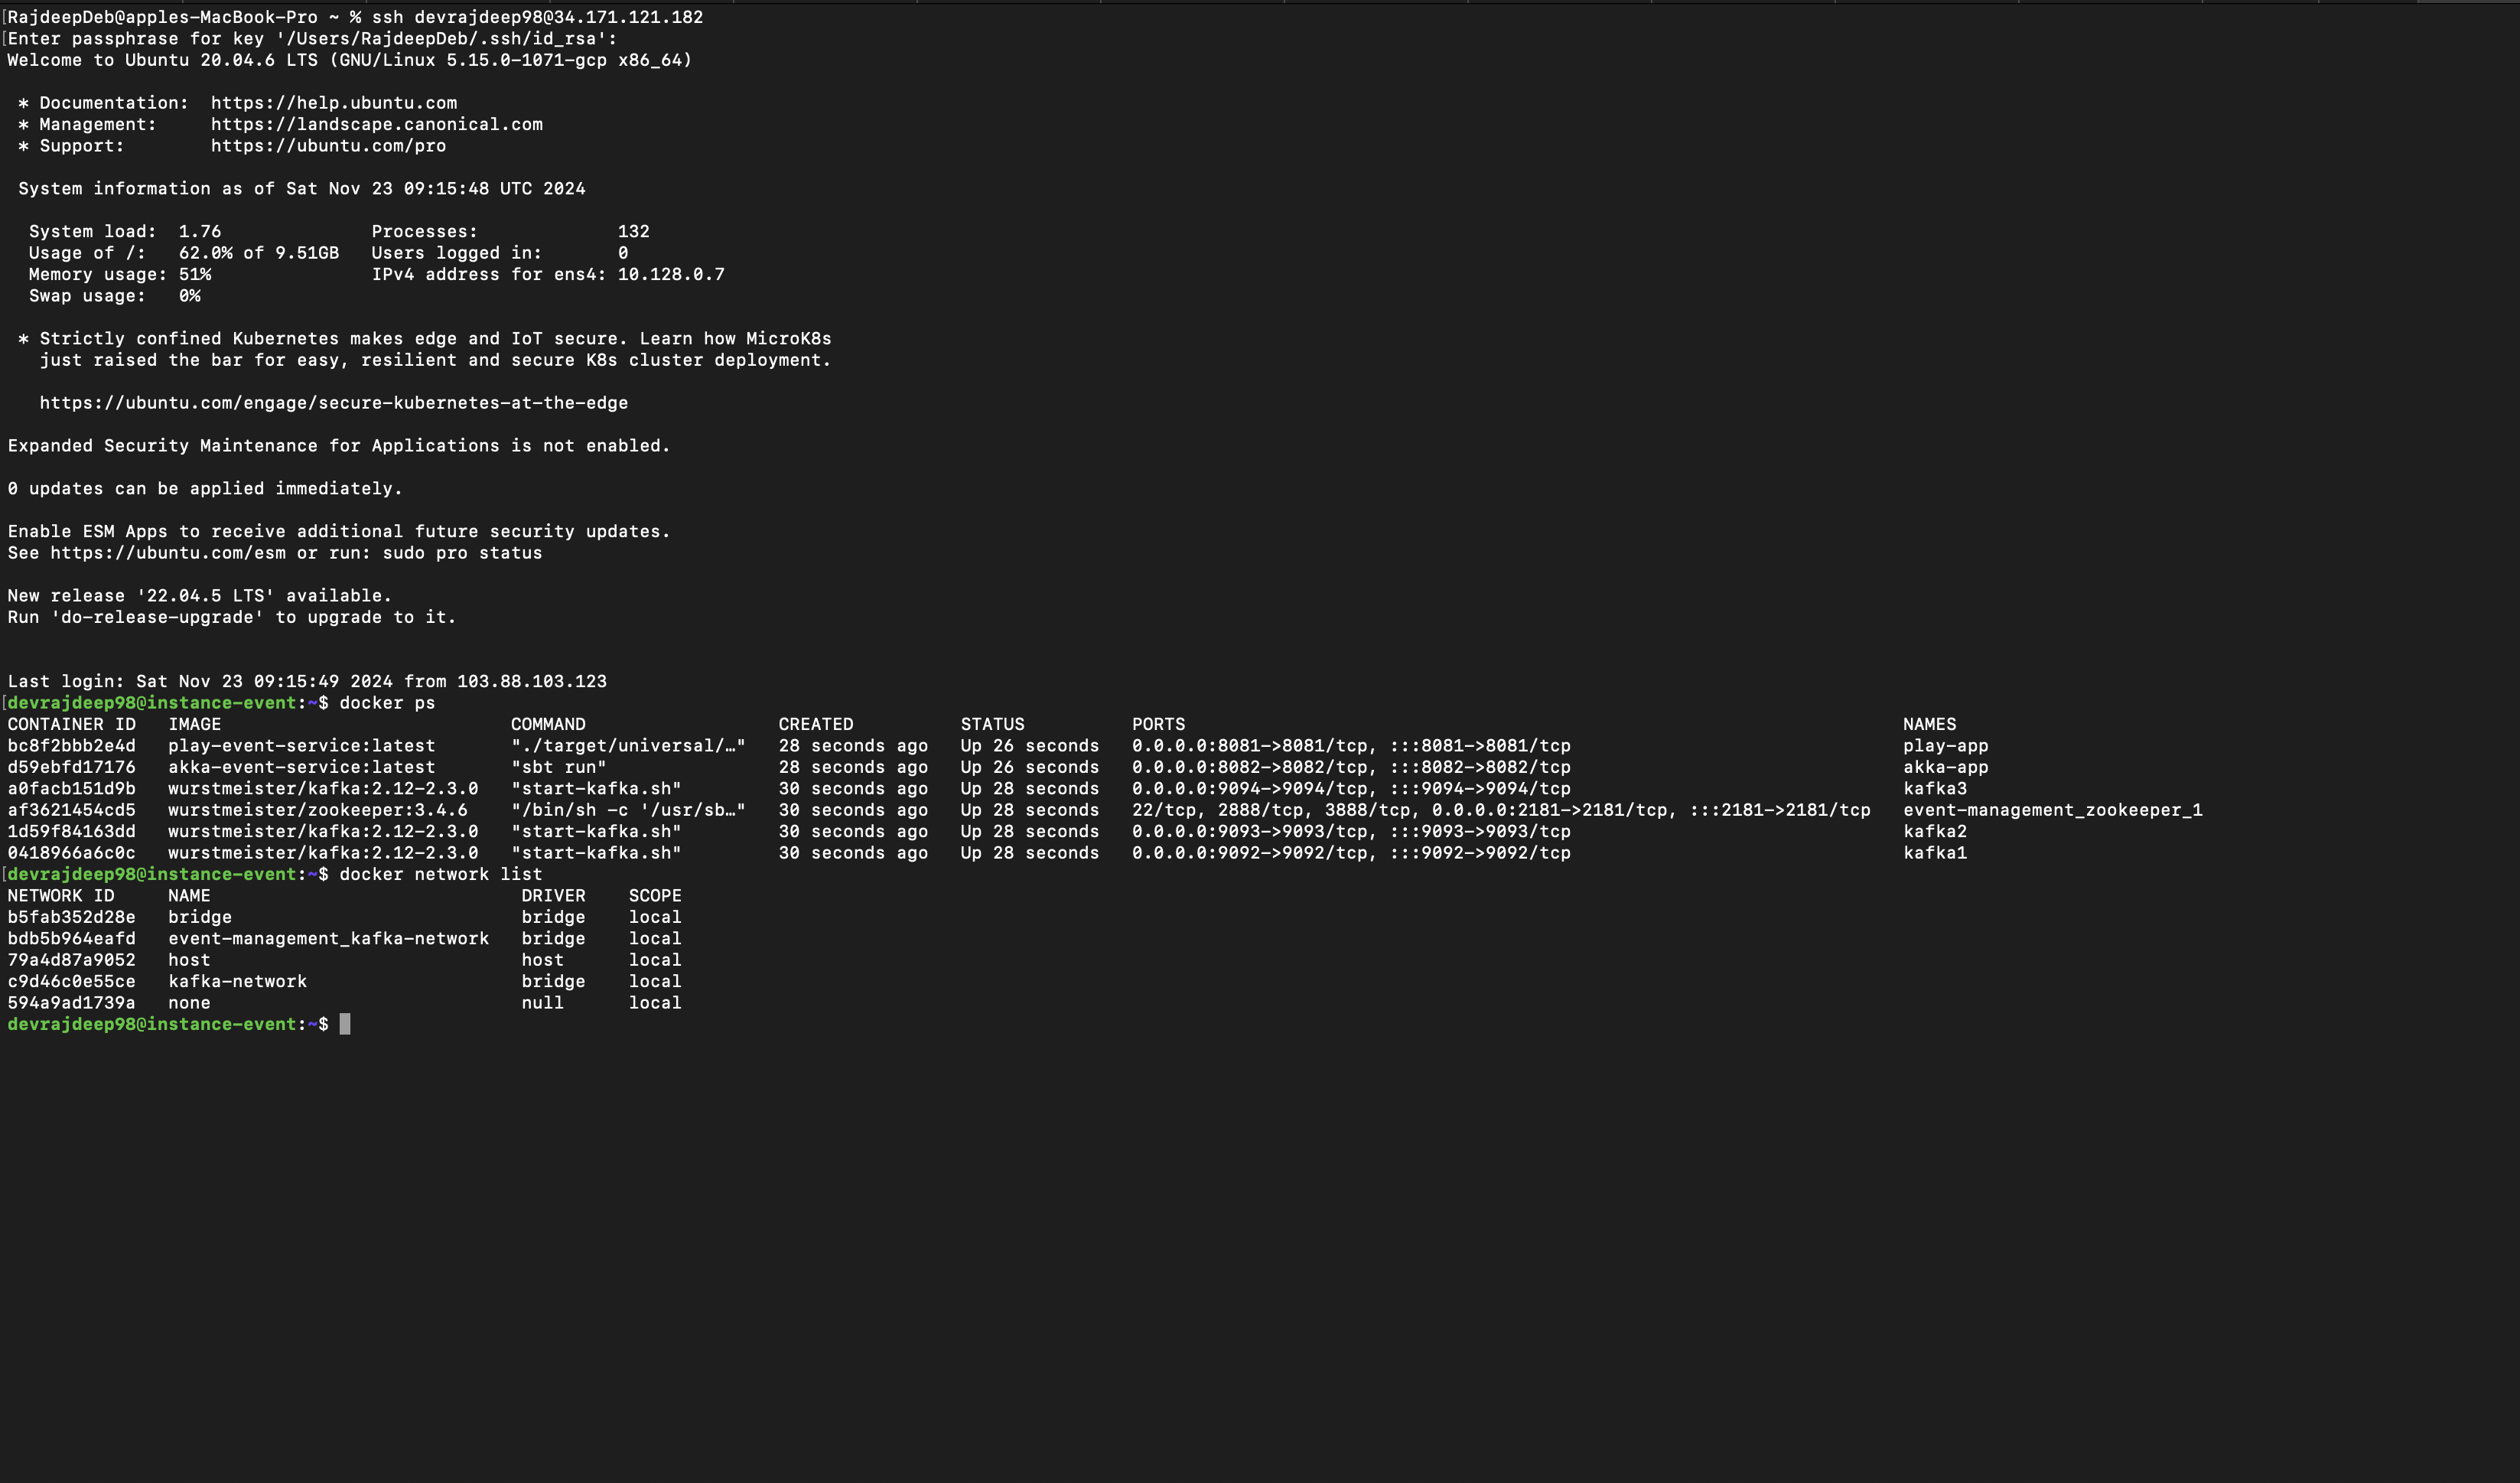 [RajdeepDeb@apples-MacBook-Pro ~ % ssh devrajdeep98@34.171.121.182
[Enter passphrase for key '/Users/RajdeepDeb/.ssh/id_rsa':
Welcome to Ubuntu 20.04.6 LTS (GNU/Linux 5.15.0-1071-gcp x86_64)
* Documentation:  https://help.ubuntu.com
* Management:     https://landscape.canonical.com
* Support:        https://ubuntu.com/pro
System information as of Sat Nov 23 09:15:48 UTC 2024
System load:  1.76              Processes:             132
Usage of /:   62.0% of 9.51GB   Users logged in:       0
Memory usage: 51%               IPv4 address for ens4: 10.128.0.7
Swap usage:   0%
* Strictly confined Kubernetes makes edge and IoT secure. Learn how MicroK8s
just raised the bar for easy, resilient and secure K8s cluster deployment.
https://ubuntu.com/engage/secure-kubernetes-at-the-edge
Expanded Security Maintenance for Applications is not enabled.
0 updates can be applied immediately.
Enable ESM Apps to receive additional future security updates.
See https://ubuntu.com/esm or run: sudo pro status
New release '22.04.5 LTS' available.
Run 'do-release-upgrade' to upgrade to it.
Last login: Sat Nov 23 09:15:49 2024 from 103.88.103.123
[devrajdeep98@instance-event:~$ docker ps
CONTAINER ID   IMAGE                           COMMAND                  CREATED          STATUS          PORTS                                                                   NAMES
bc8f2bbb2e4d   play-event-service:latest       "./target/universal/…"   28 seconds ago   Up 26 seconds   0.0.0.0:8081->8081/tcp, :::8081->8081/tcp                               play-app
d59ebfd17176   akka-event-service:latest       "sbt run"                28 seconds ago   Up 26 seconds   0.0.0.0:8082->8082/tcp, :::8082->8082/tcp                               akka-app
a0facb151d9b   wurstmeister/kafka:2.12-2.3.0   "start-kafka.sh"         30 seconds ago   Up 28 seconds   0.0.0.0:9094->9094/tcp, :::9094->9094/tcp                               kafka3
af3621454cd5   wurstmeister/zookeeper:3.4.6    "/bin/sh -c '/usr/sb…"   30 seconds ago   Up 28 seconds   22/tcp, 2888/tcp, 3888/tcp, 0.0.0.0:2181->2181/tcp, :::2181->2181/tcp   event-management_zookeeper_1
1d59f84163dd   wurstmeister/kafka:2.12-2.3.0   "start-kafka.sh"         30 seconds ago   Up 28 seconds   0.0.0.0:9093->9093/tcp, :::9093->9093/tcp                               kafka2
0418966a6c0c   wurstmeister/kafka:2.12-2.3.0   "start-kafka.sh"         30 seconds ago   Up 28 seconds   0.0.0.0:9092->9092/tcp, :::9092->9092/tcp                               kafka1
[devrajdeep98@instance-event:~$ docker network list
NETWORK ID     NAME                             DRIVER    SCOPE
b5fab352d28e   bridge                           bridge    local
bdb5b964eafd   event-management_kafka-network   bridge    local
79a4d87a9052   host                             host      local
c9d46c0e55ce   kafka-network                    bridge    local
594a9ad1739a   none                             null      local
devrajdeep98@instance-event:~$